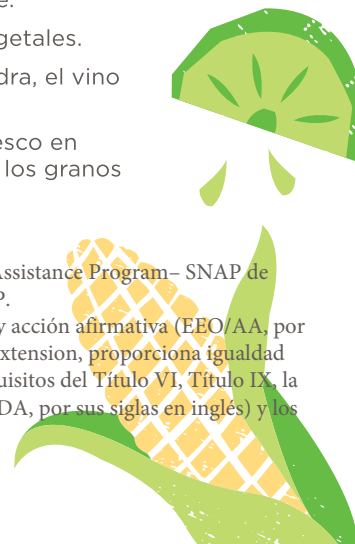 getales.
dra, el vino
esco en
los granos
Assistance Program– SNAP de
P.
y acción afirmativa (EEO/AA, por
xtension, proporciona igualdad
uisitos del Título VI, Título IX, la
DA, por sus siglas en inglés) y los